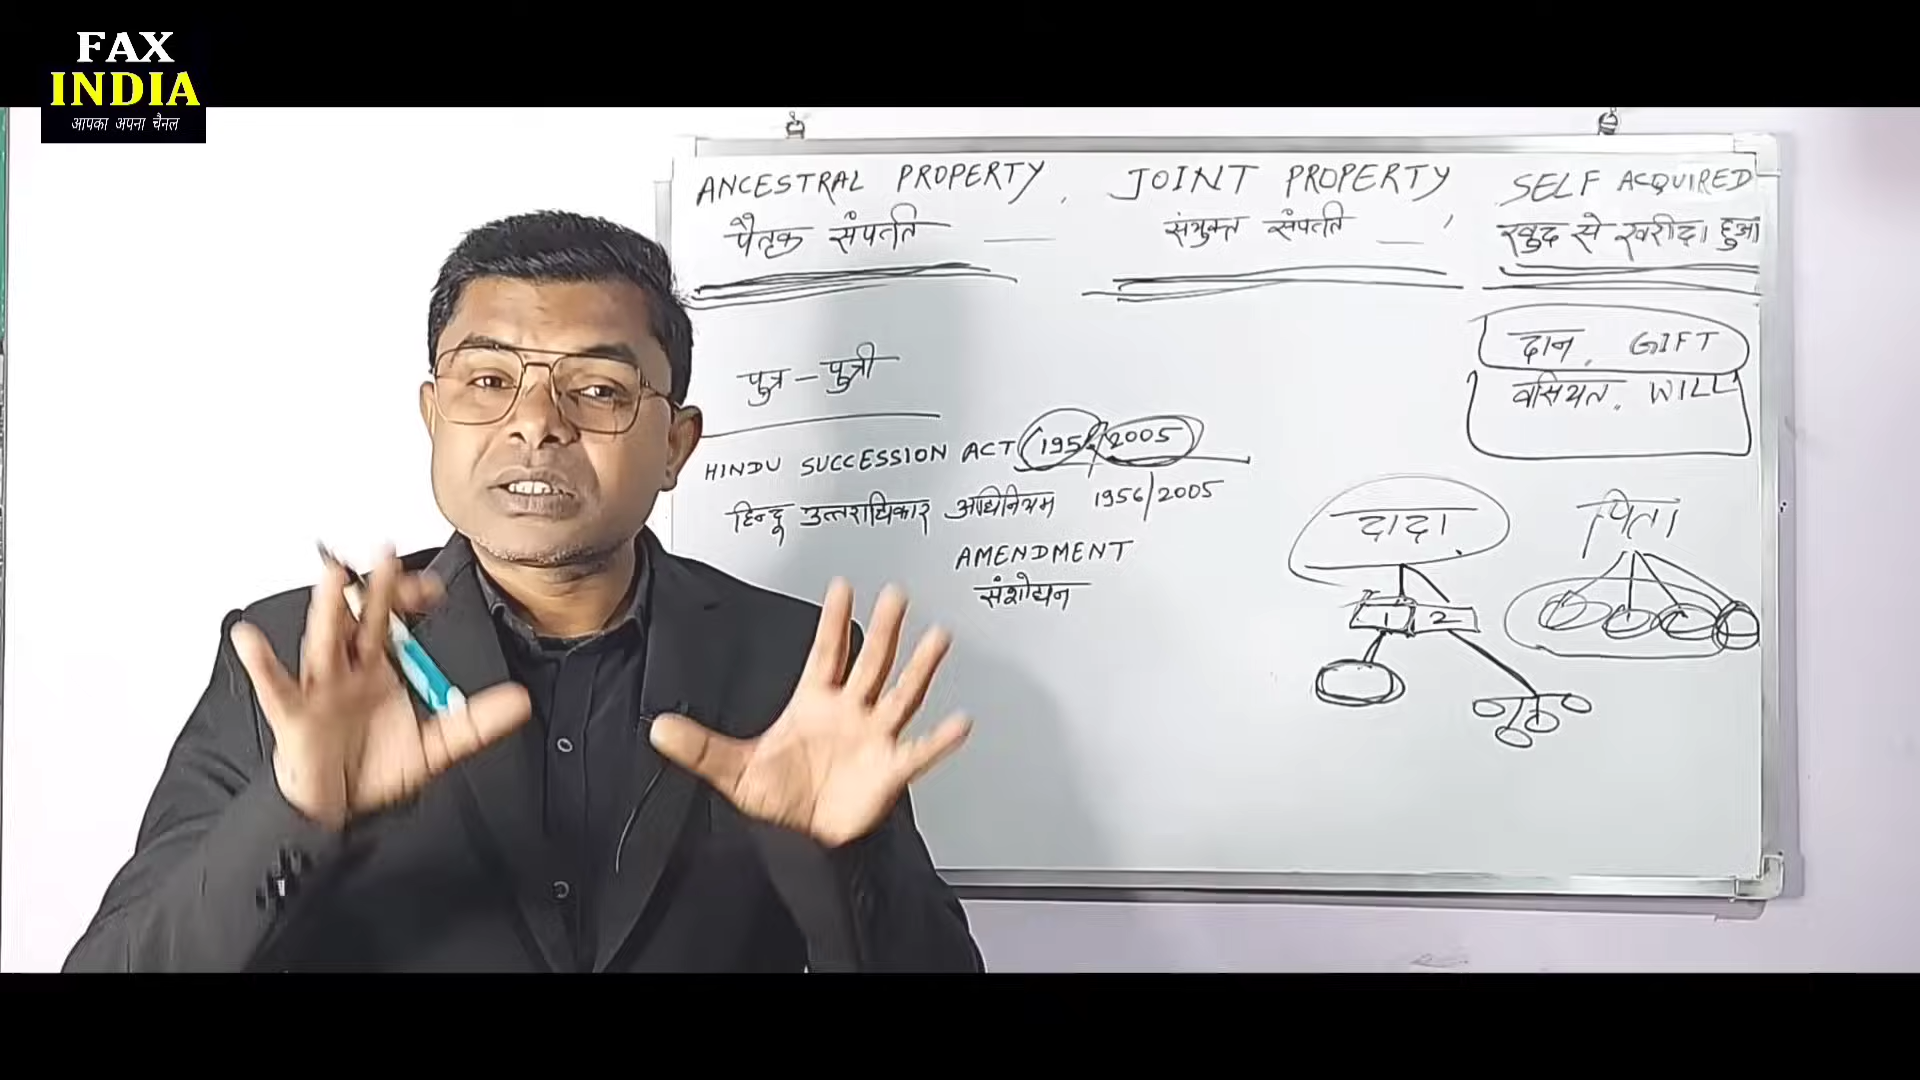 FAX
INDIA
आपका अपना चैनल
ANCESTRAL PROPERTY, JOINT PROPERTY SELF ACQUIRED
पैतृक संपत्ति — संयुक्त संपत्ति —, खुद से खरीदा हुआ
दान, GIFT
वसियत, WILL
पुत्र - पुत्री
HINDU SUCCESSION ACT 1956/2005
हिन्दू उत्तराधिकार अधिनियम 1956/2005
AMENDMENT
संशोधन
दादा
पिता
1 2